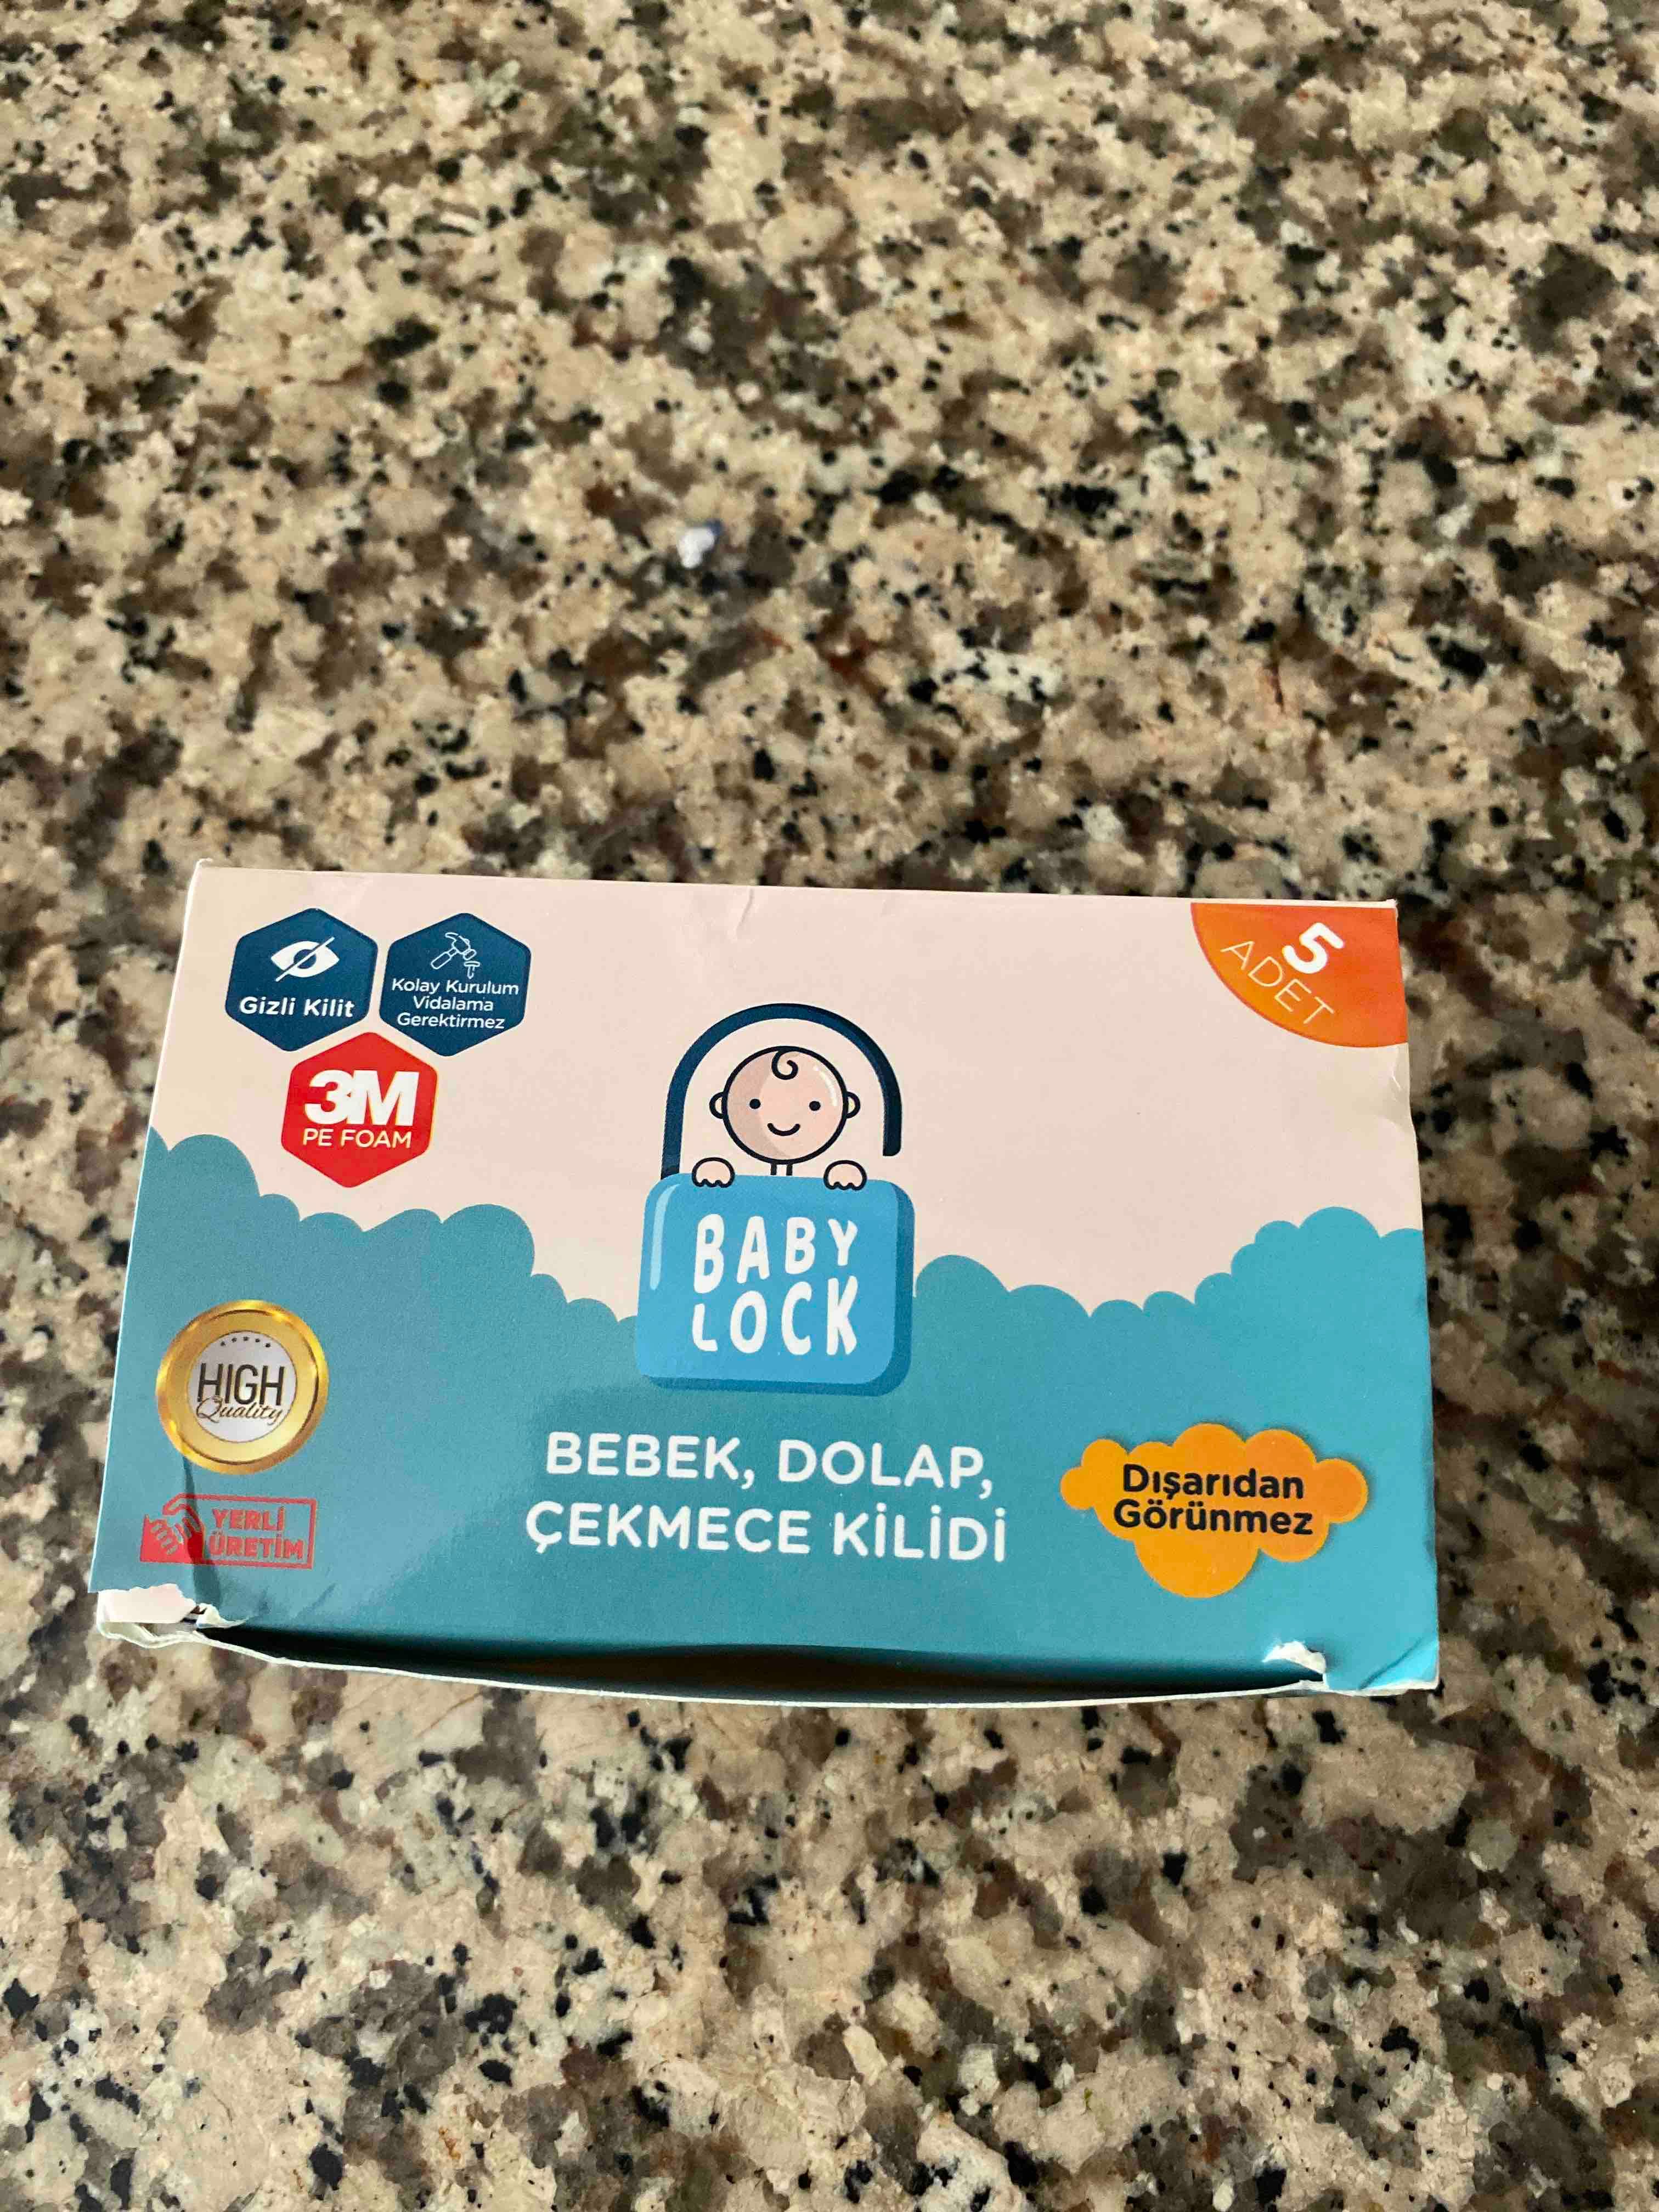 5
ADET
Gizli Kilit
Kolay Kurulum
Vidalama
Gerektirmez
3M
PE FOAM
BABY
LOCK
HIGH
Quality
BEBEK, DOLAP,
ÇEKMECE KİLİDİ
Dışarıdan
Görünmez
YERLİ
ÜRETİM